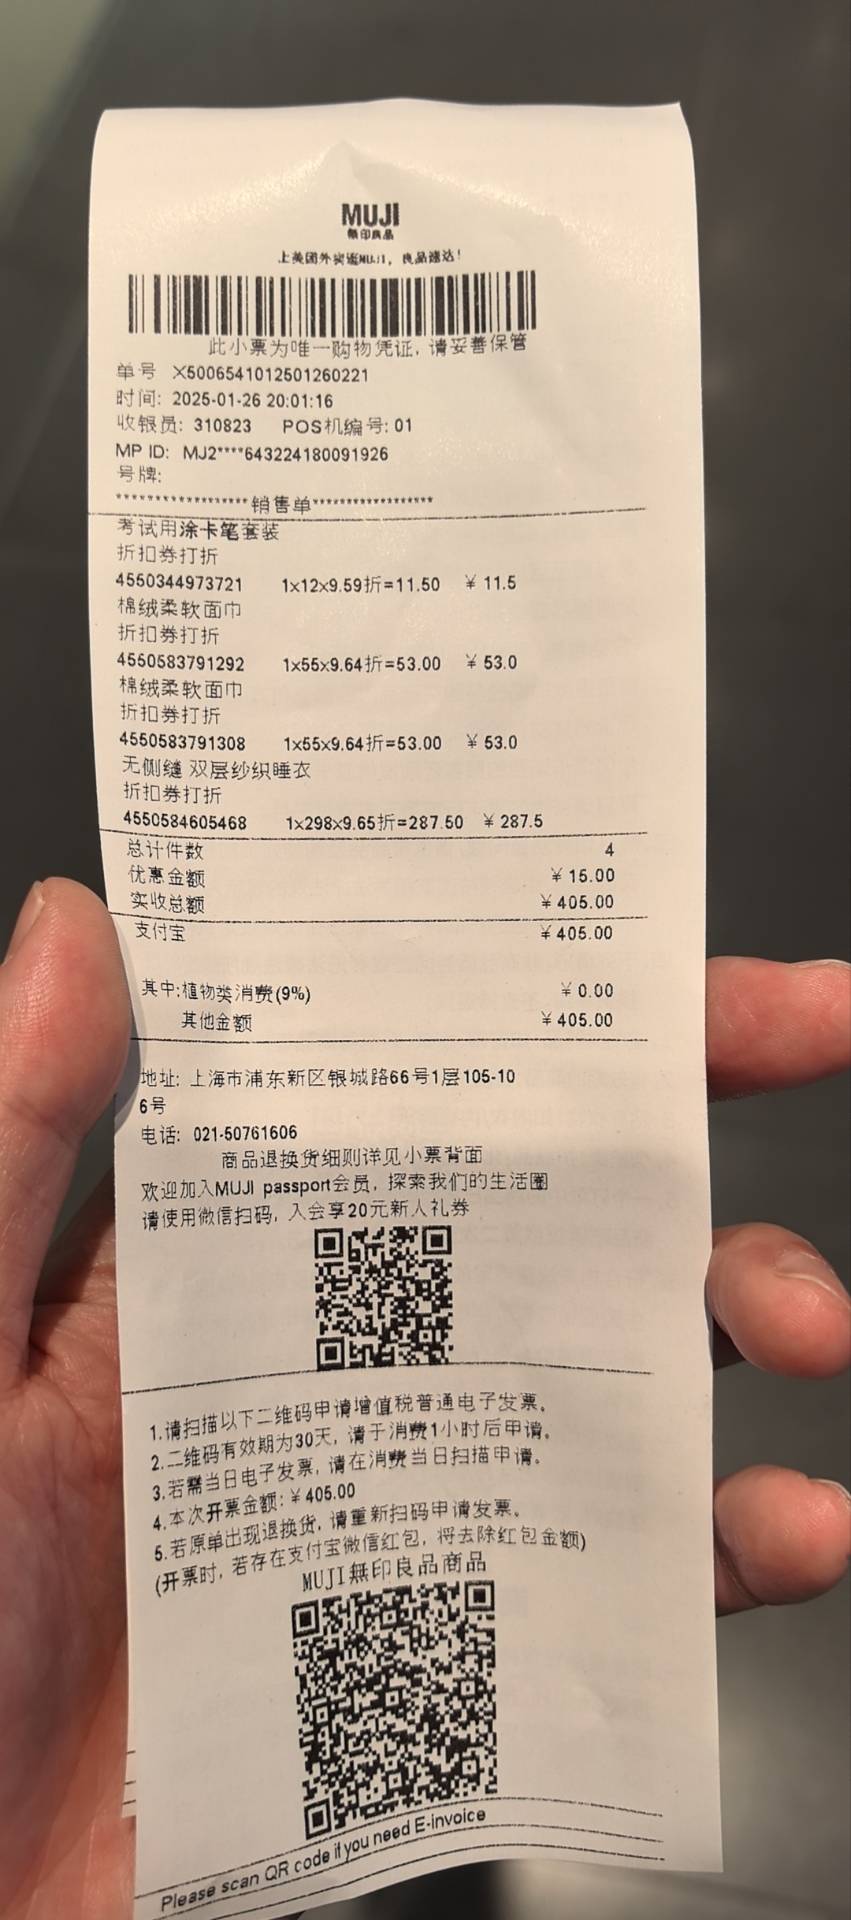 MUJI
無印良品
上美团外卖逛MUJI，良品速达！
此小票为唯一购物凭证，请妥善保管
单号 X5006541012501260221
时间: 2025-01-26 20:01:16
收银员: 310823 POS机编号: 01
MP ID: MJ2****643224180091926
号牌:
*****************销售单****************
考试用涂卡笔套装
折扣券打折
4550344973721 1x12x9.59折=11.50 ￥11.5
棉绒柔软面巾
折扣券打折
4550583791292 1x55x9.64折=53.00 ￥53.0
棉绒柔软面巾
折扣券打折
4550583791308 1x55x9.64折=53.00 ￥53.0
无侧缝 双层纱织睡衣
折扣券打折
4550584605468 1x298x9.65折=287.50 ￥287.5
总计件数 4
优惠金额 ￥15.00
实收总额 ￥405.00
支付宝 ￥405.00
其中:植物类消费(9%) ￥0.00
其他金额 ￥405.00
地址: 上海市浦东新区银城路66号1层105-10
6号
电话: 021-50761606
商品退换货细则详见小票背面
欢迎加入MUJI passport会员，探索我们的生活圈
请使用微信扫码，入会享20元新人礼券
1.请扫描以下二维码申请增值税普通电子发票。
2.二维码有效期为30天，请于消费1小时后申请。
3.若需当日电子发票，请在消费当日扫描申请。
4.本次开票金额:￥405.00
5.若原单出现退换货，请重新扫码申请发票。
(开票时，若存在支付宝微信红包，将去除红包金额)
MUJI無印良品商品
Please scan QR code if you need E-invoice